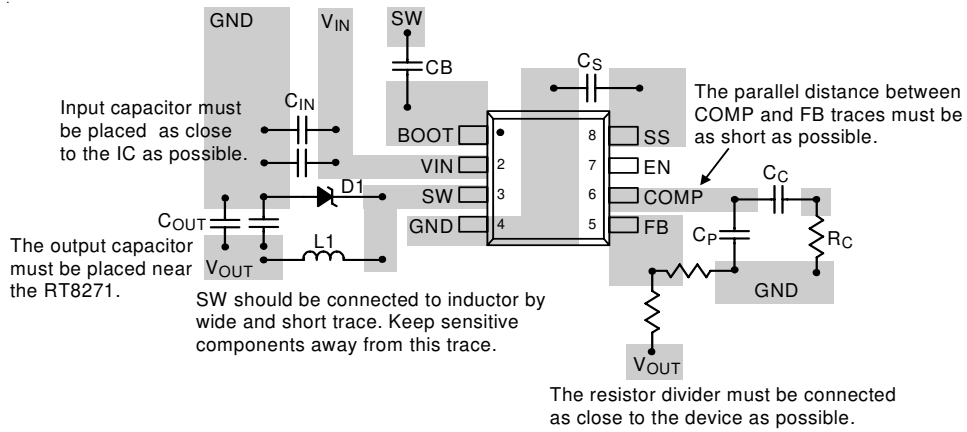 GND
VIN
SW
CB
CS
Input capacitor must
be placed as close
to the IC as possible.
CIN
The parallel distance between
COMP and FB traces must be
as short as possible.
BOOT
VIN
SW
GND
2
3
4
8
7
6
5
SS
EN
COMP
FB
D1
COUT
L1
VOUT
The output capacitor
must be placed near
the RT8271.
SW should be connected to inductor by
wide and short trace. Keep sensitive
components away from this trace.
CC
CP
RC
GND
VOUT
The resistor divider must be connected
as close to the device as possible.